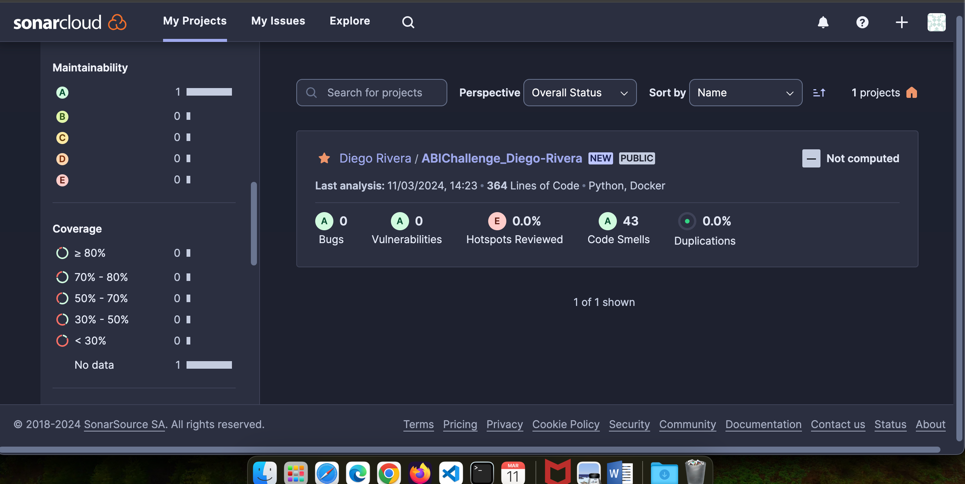 sonarcloud
My Projects My Issues Explore
Maintainability
A 1
B 0
C 0
D 0
E 0
Coverage
≥ 80% 0
70% - 80% 0
50% - 70% 0
30% - 50% 0
< 30% 0
No data 1
Search for projects Perspective Overall Status Sort by Name 1 projects
Diego Rivera / ABIChallenge_Diego-Rivera NEW PUBLIC Not computed
Last analysis: 11/03/2024, 14:23 • 364 Lines of Code • Python, Docker
A 0 A 0 E 0.0% A 43 0.0%
Bugs Vulnerabilities Hotspots Reviewed Code Smells Duplications
1 of 1 shown
© 2018-2024 SonarSource SA. All rights reserved. Terms Pricing Privacy Cookie Policy Security Community Documentation Contact us Status About
MAR
11
W